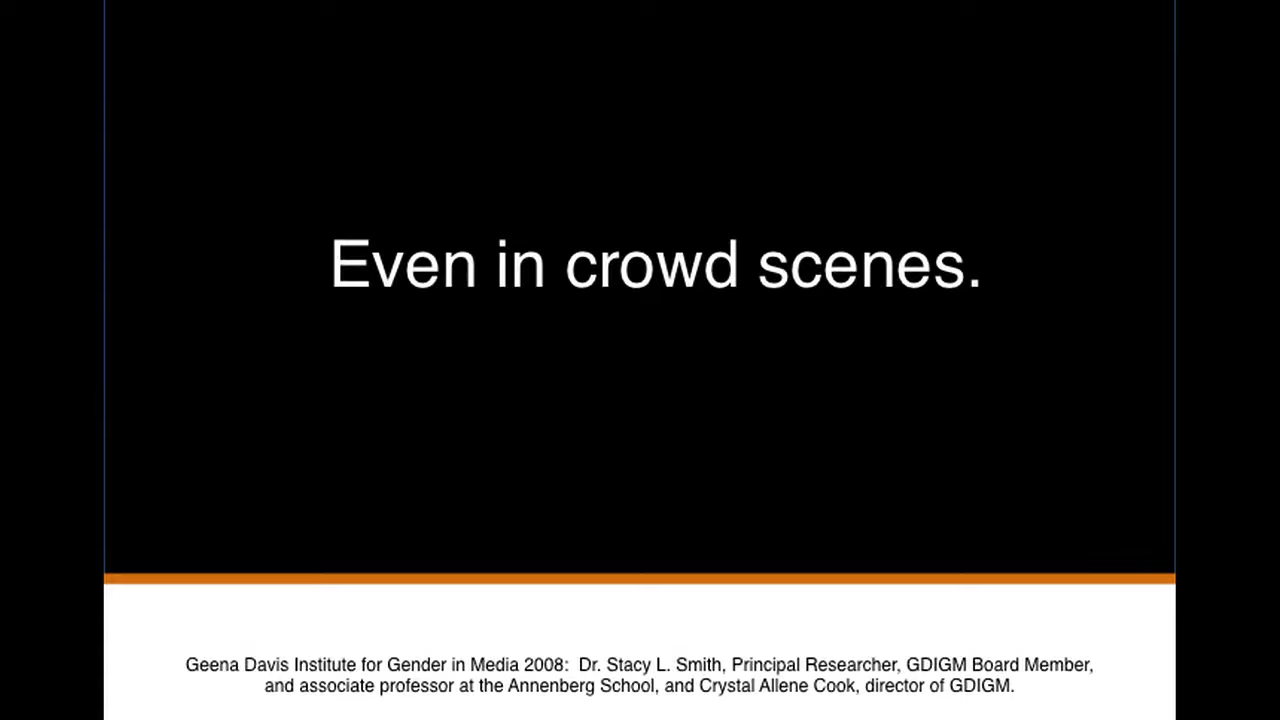 Even in crowd scenes.
Geena Davis Institute for Gender in Media 2008:  Dr. Stacy L. Smith, Principal Researcher, GDIGM Board Member,
and associate professor at the Annenberg School, and Crystal Allene Cook, director of GDIGM.